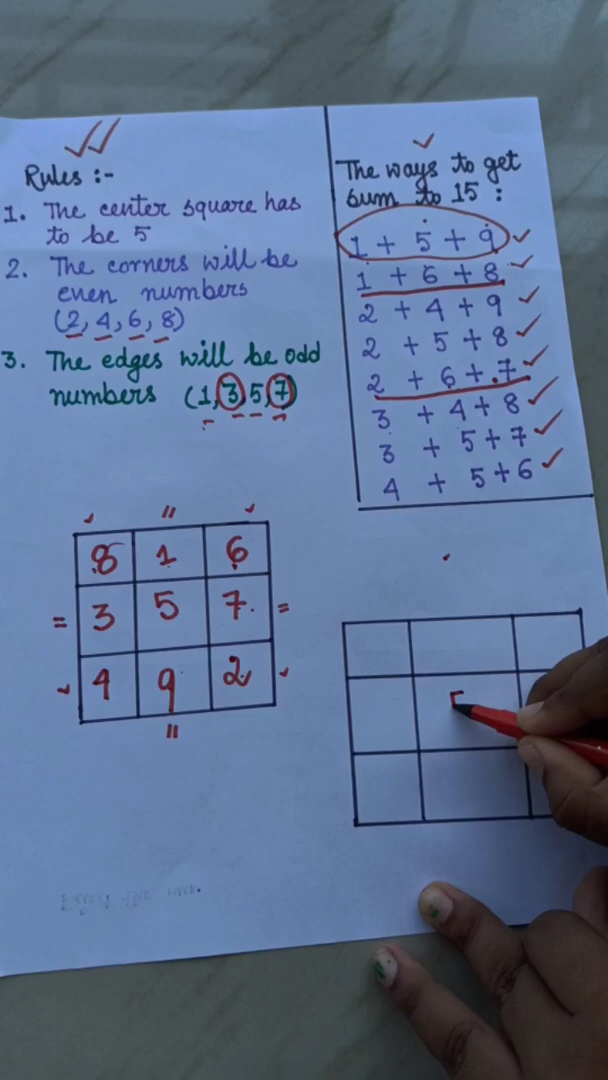 Rules :-
1. The center square has
to be 5
2. The corners will be
even numbers
(2, 4, 6, 8)
3. The edges will be odd
numbers (1, 3, 5, 7)
The ways to get
sum to 15 :
1 + 5 + 9
1 + 6 + 8
2 + 4 + 9
2 + 5 + 8
2 + 6 + 7
3 + 4 + 8
3 + 5 + 7
4 + 5 + 6
8 1 6
3 5 7
4 9 2